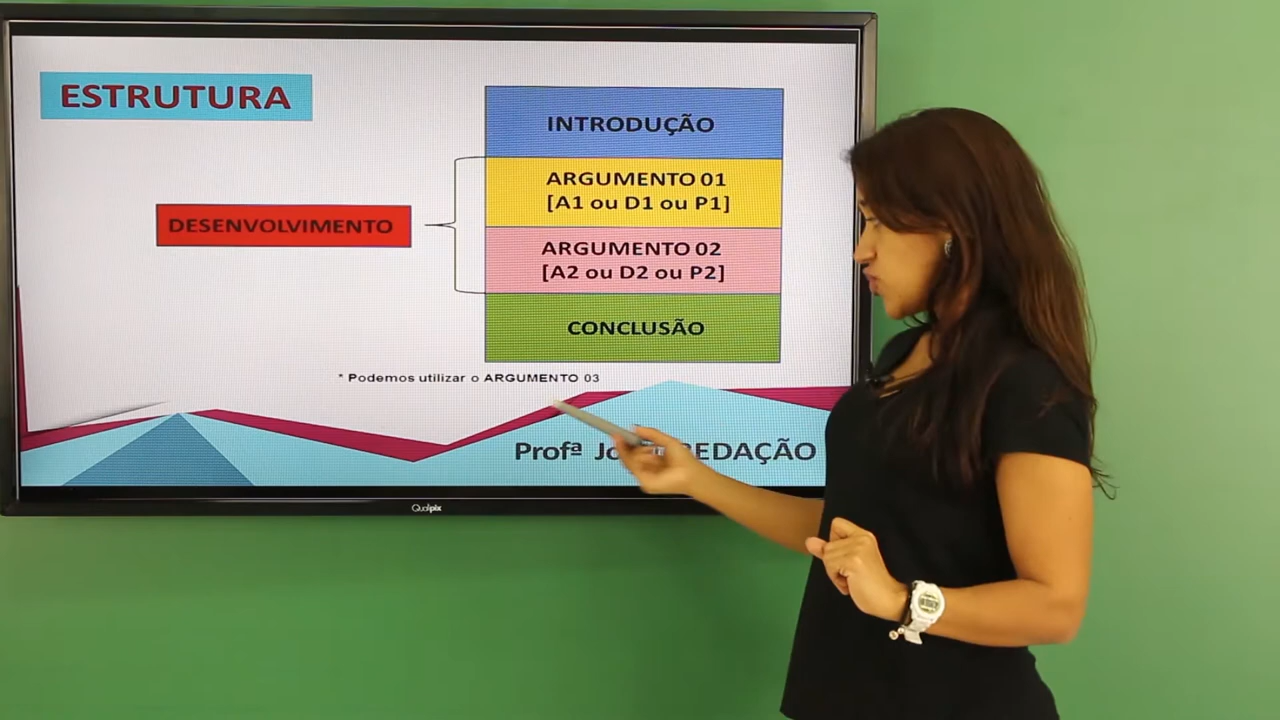 ESTRUTURA
INTRODUÇÃO
ARGUMENTO 01
[A1 ou D1 ou P1]
DESENVOLVIMENTO
ARGUMENTO 02
[A2 ou D2 ou P2]
CONCLUSÃO
* Podemos utilizar o ARGUMENTO 03
Profª REDAÇÃO
Qualpix